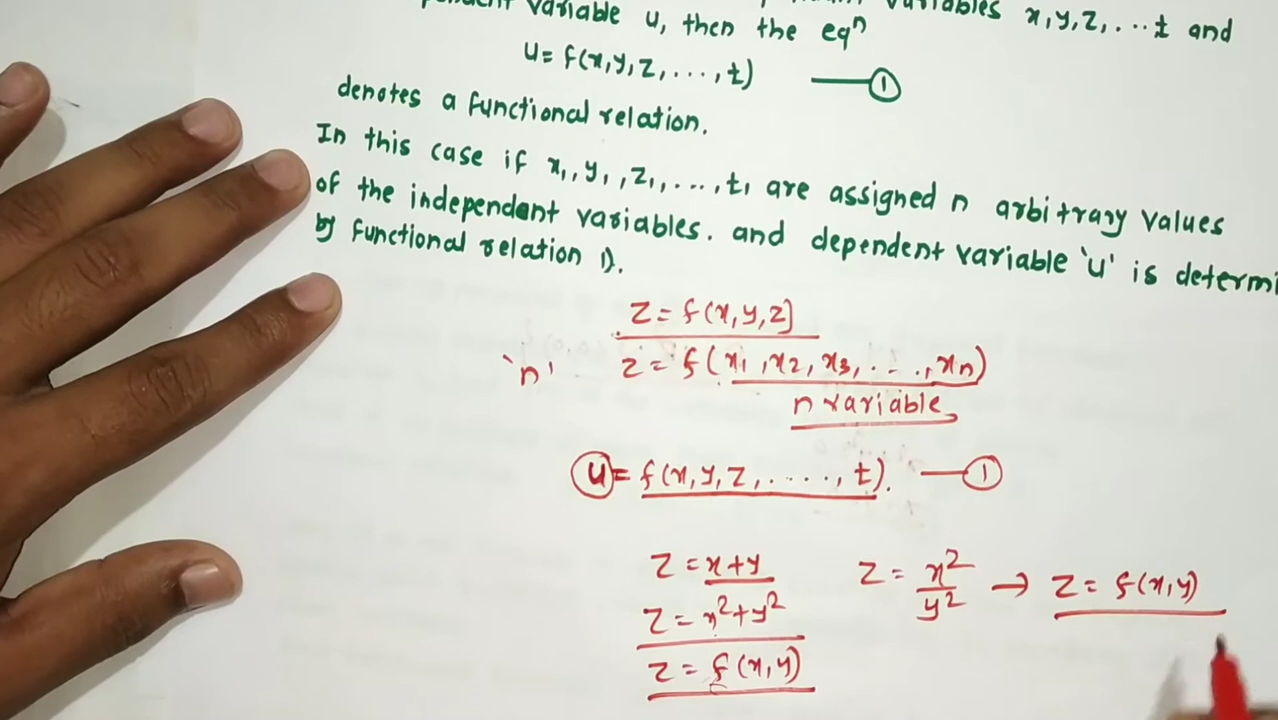 variables x,y,z,...t and
variable u, then the eqⁿ
u= f(x,y,z,...,t) —①
denotes a functional relation.
In this case if x₁,y₁,z₁,...,t₁ are assigned n arbitrary values
of the independent variables. and dependent variable 'u' is determi
by functional relation 1).
z = f(x,y,z]
'n' z = f(x₁,x₂,x₃,...,xn)
n variable
u= f(x,y,z,.....,t). —①
z = x+y z = x²/y² → z = f(x,y)
z = x²+y²
z = f(x,y)